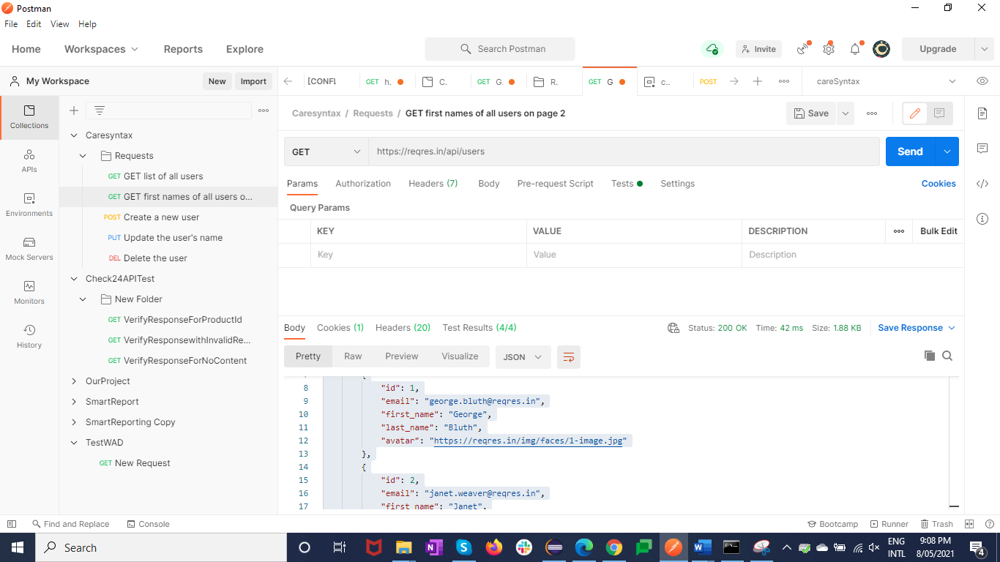 Postman
File Edit View Help
Home Workspaces Reports Explore Search Postman Invite Upgrade
My Workspace New Import [CONFL GET h. C. GET G. R. GET G c.. POST careSyntax
Collections
APIs
Environments
Mock Servers
Monitors
History
Caresyntax
Requests
GET GET list of all users
GET GET first names of all users o...
POST Create a new user
PUT Update the user's name
DEL Delete the user
Check24APITest
New Folder
GET VerifyResponseForProductId
GET VerifyResponsewithInvalidRe...
GET VerifyResponseForNoContent
OurProject
SmartReport
SmartReporting Copy
TestWAD
GET New Request
Caresyntax / Requests / GET first names of all users on page 2 Save
GET https://reqres.in/api/users Send
Params Authorization Headers (7) Body Pre-request Script Tests Settings Cookies
Query Params
KEY VALUE DESCRIPTION Bulk Edit
Key Value Description
Body Cookies (1) Headers (20) Test Results (4/4) Status: 200 OK Time: 42 ms Size: 1.88 KB Save Response
Pretty Raw Preview Visualize JSON
8 "id": 1,
9 "email": "george.bluth@reqres.in",
10 "first_name": "George",
11 "last_name": "Bluth",
12 "avatar": "https://reqres.in/img/faces/1-image.jpg"
13 },
14 {
15 "id": 2,
16 "email": "janet.weaver@reqres.in",
17 "first_name": "Janet",
Find and Replace Console Bootcamp Runner Trash
Search
ENG
INTL
9:08 PM
8/05/2021
4